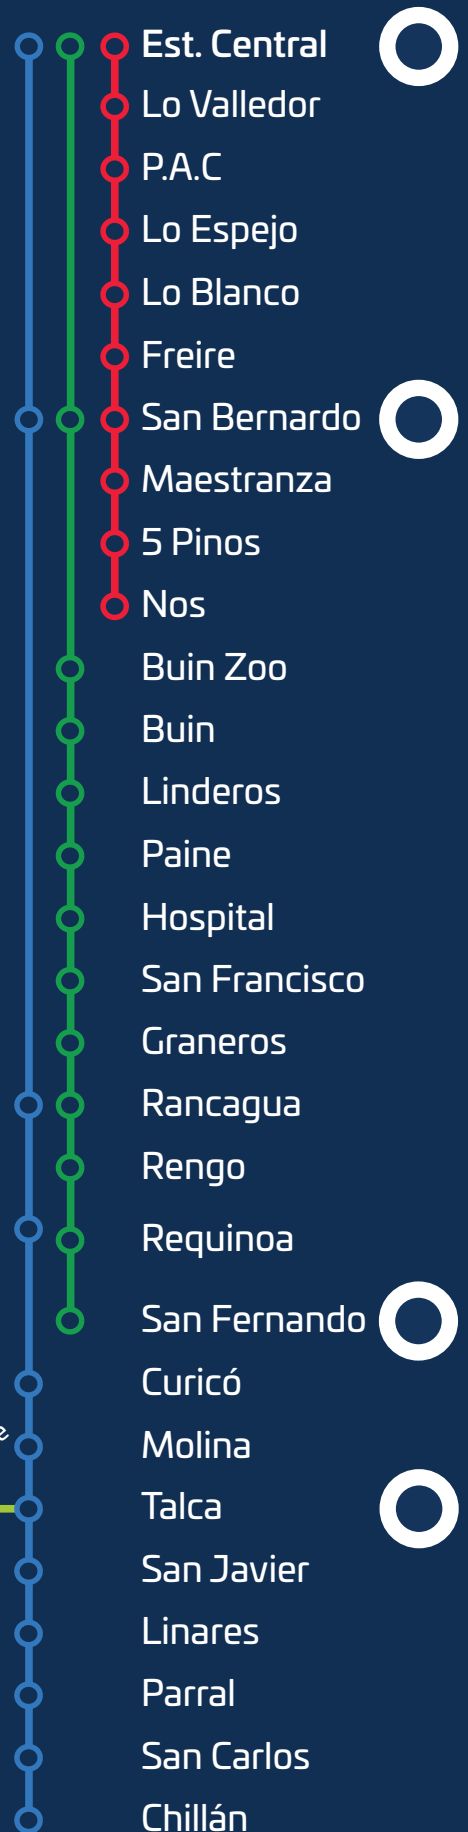 Est. Central
Lo Valledor
P.A.C
Lo Espejo
Lo Blanco
Freire
San Bernardo
Maestranza
5 Pinos
Nos
Buin Zoo
Buin
Linderos
Paine
Hospital
San Francisco
Graneros
Rancagua
Rengo
Requinoa
San Fernando
Curicó
Molina
Talca
San Javier
Linares
Parral
San Carlos
Chillán